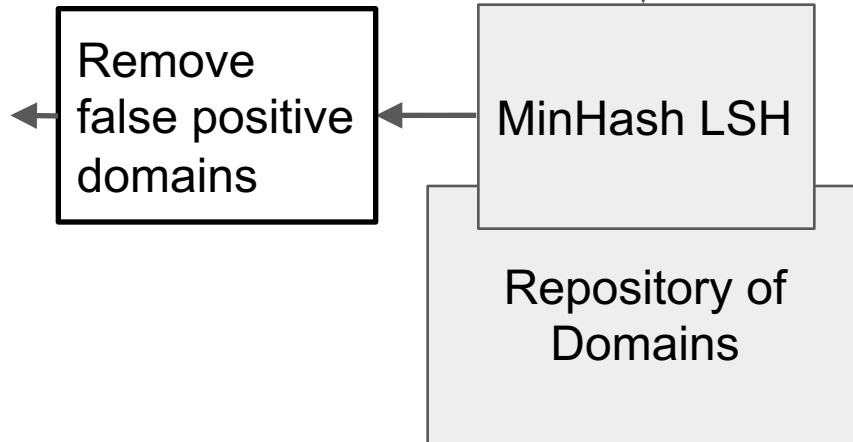 Remove
false positive
domains
MinHash LSH
Repository of
Domains